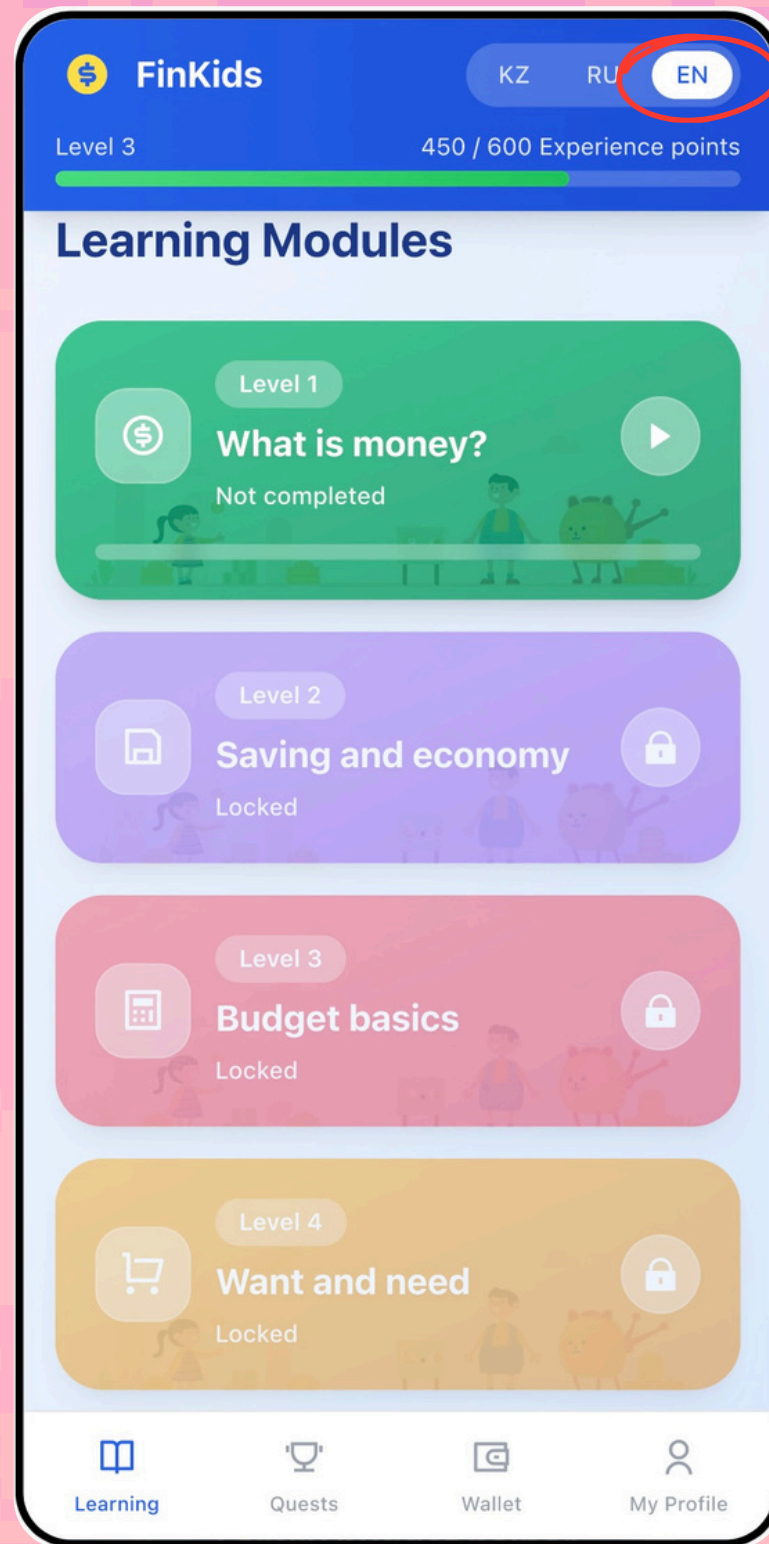 FinKids
KZ RU EN
Level 3
450 / 600 Experience points
Learning Modules
Level 1
What is money?
Not completed
Level 2
Saving and economy
Locked
Level 3
Budget basics
Locked
Level 4
Want and need
Locked
Learning
Quests
Wallet
My Profile